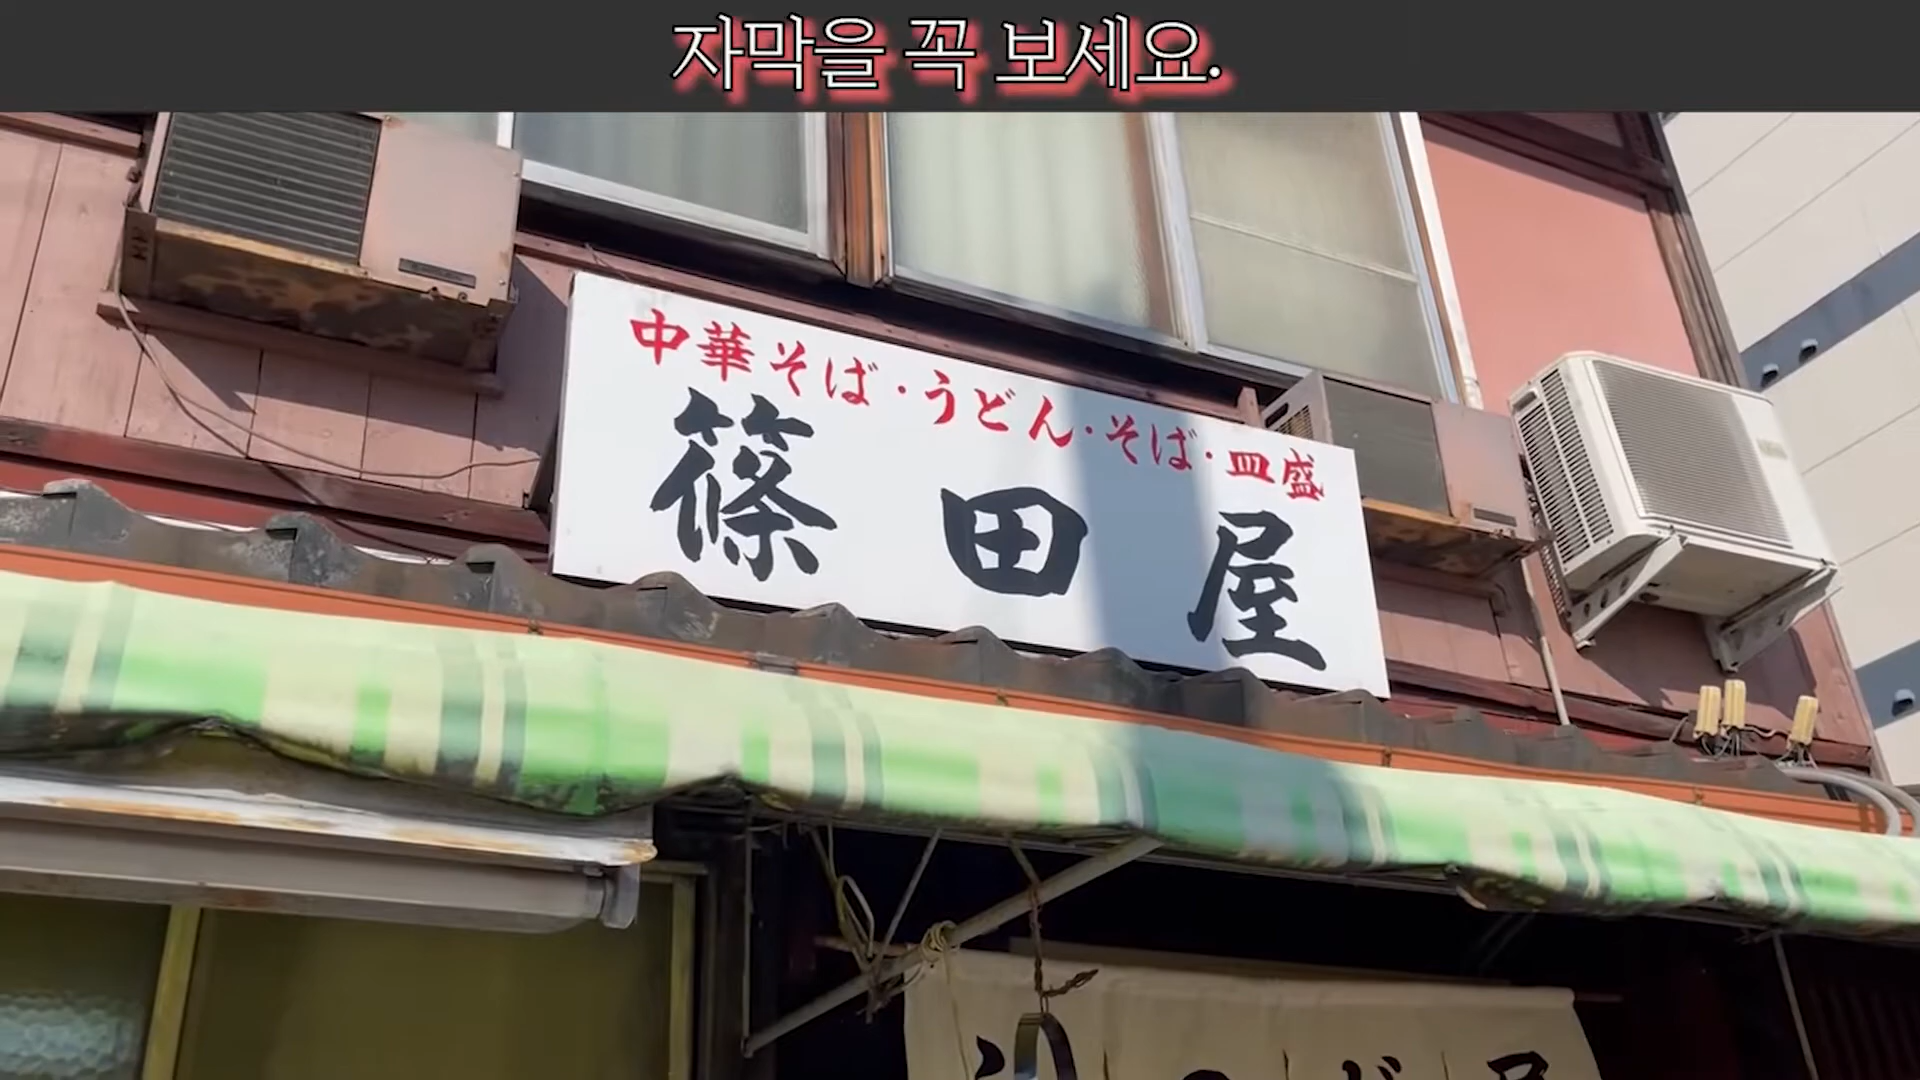 자막을 꼭 보세요.
中華そば・うどん・そば・皿盛
篠田屋